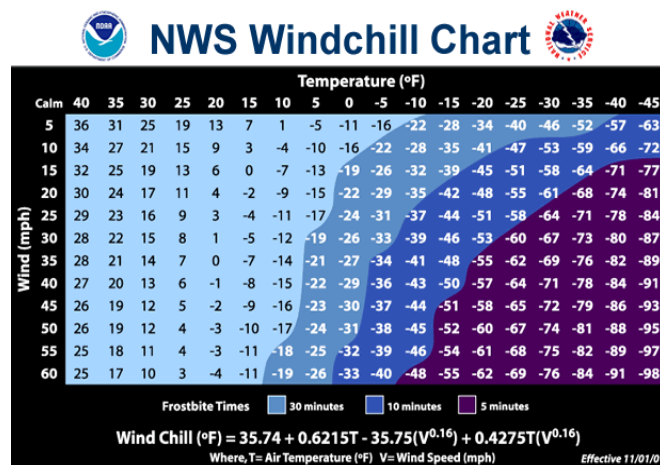 NOAA
NWS Windchill Chart
NATIONAL WEATHER SERVICE
Temperature (ºF)
Calm 40 35 30 25 20 15 10 5 0 -5 -10 -15 -20 -25 -30 -35 -40 -45
5 36 31 25 19 13 7 1 -5 -11 -16 -22 -28 -34 -40 -46 -52 -57 -63
10 34 27 21 15 9 3 -4 -10 -16 -22 -28 -35 -41 -47 -53 -59 -66 -72
15 32 25 19 13 6 0 -7 -13 -19 -26 -32 -39 -45 -51 -58 -64 -71 -77
20 30 24 17 11 4 -2 -9 -15 -22 -29 -35 -42 -48 -55 -61 -68 -74 -81
25 29 23 16 9 3 -4 -11 -17 -24 -31 -37 -44 -51 -58 -64 -71 -78 -84
30 28 22 15 8 1 -5 -12 -19 -26 -33 -39 -46 -53 -60 -67 -73 -80 -87
35 28 21 14 7 0 -7 -14 -21 -27 -34 -41 -48 -55 -62 -69 -76 -82 -89
40 27 20 13 6 -1 -8 -15 -22 -29 -36 -43 -50 -57 -64 -71 -78 -84 -91
45 26 19 12 5 -2 -9 -16 -23 -30 -37 -44 -51 -58 -65 -72 -79 -86 -93
50 26 19 12 4 -3 -10 -17 -24 -31 -38 -45 -52 -60 -67 -74 -81 -88 -95
55 25 18 11 4 -3 -11 -18 -25 -32 -39 -46 -54 -61 -68 -75 -82 -89 -97
60 25 17 10 3 -4 -11 -19 -26 -33 -40 -48 -55 -62 -69 -76 -84 -91 -98
Wind (mph)
Frostbite Times 30 minutes 10 minutes 5 minutes
Wind Chill (ºF) = 35.74 + 0.6215T - 35.75(V^0.16) + 0.4275T(V^0.16)
Where, T= Air Temperature (ºF) V= Wind Speed (mph)
Effective 11/01/0